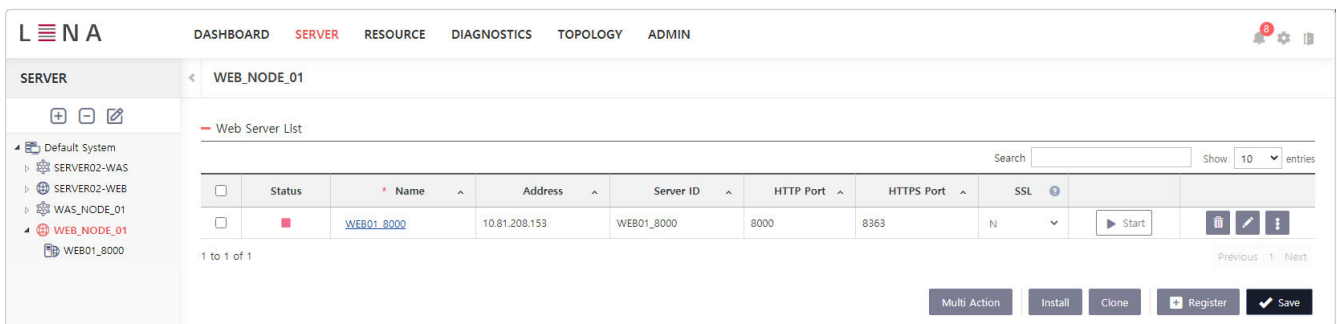 LENA
DASHBOARD SERVER RESOURCE DIAGNOSTICS TOPOLOGY ADMIN
8
SERVER
WEB_NODE_01
Web Server List
Default System
SERVER02-WAS
SERVER02-WEB
WAS_NODE_01
WEB_NODE_01
WEB01_8000
Search
Show 10 entries
Status * Name Address Server ID HTTP Port HTTPS Port SSL ?
WEB01_8000 10.81.208.153 WEB01_8000 8000 8363 N Start
1 to 1 of 1
Previous 1 Next
Multi Action Install Clone Register Save